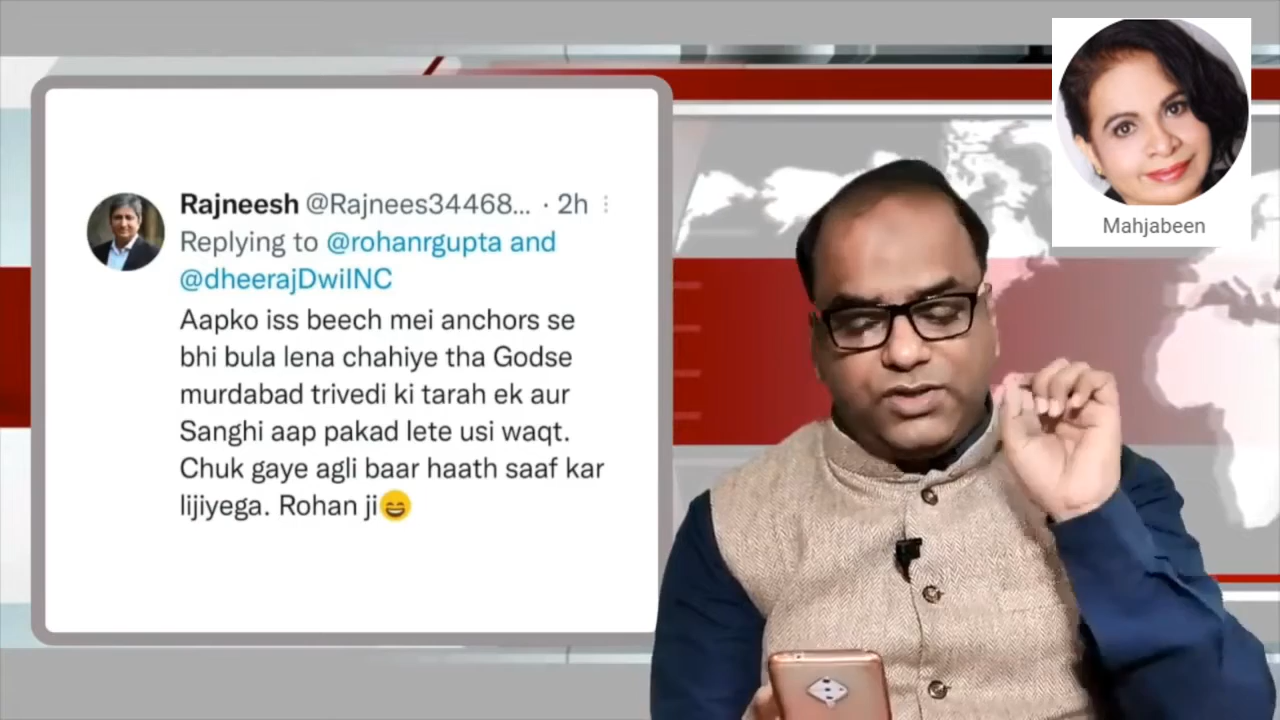 Rajneesh @Rajnees34468... · 2h
Replying to @rohanrgupta and
@dheerajDwiINC
Aapko iss beech mei anchors se
bhi bula lena chahiye tha Godse
murdabad trivedi ki tarah ek aur
Sanghi aap pakad lete usi waqt.
Chuk gaye agli baar haath saaf kar
lijiyega. Rohan ji😄
Mahjabeen